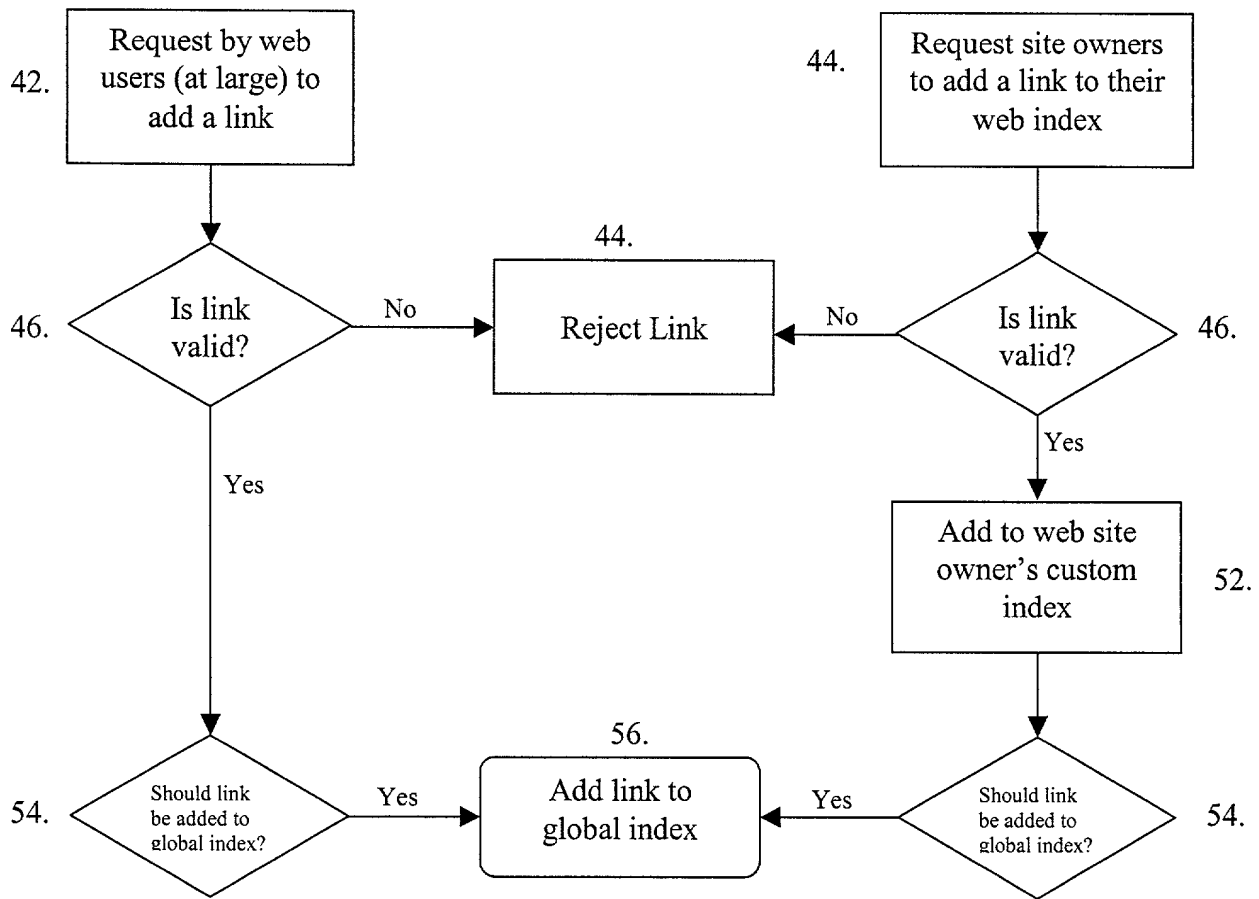 42.
Request by web
users (at large) to
add a link
44.
Request site owners
to add a link to their
web index
44.
Reject Link
46.
Is link
valid?
No
No
Is link
valid?
46.
Yes
Yes
Add to web site
owner's custom
index
52.
54.
Should link
be added to
global index?
Yes
56.
Add link to
global index
Yes
Should link
be added to
global index?
54.